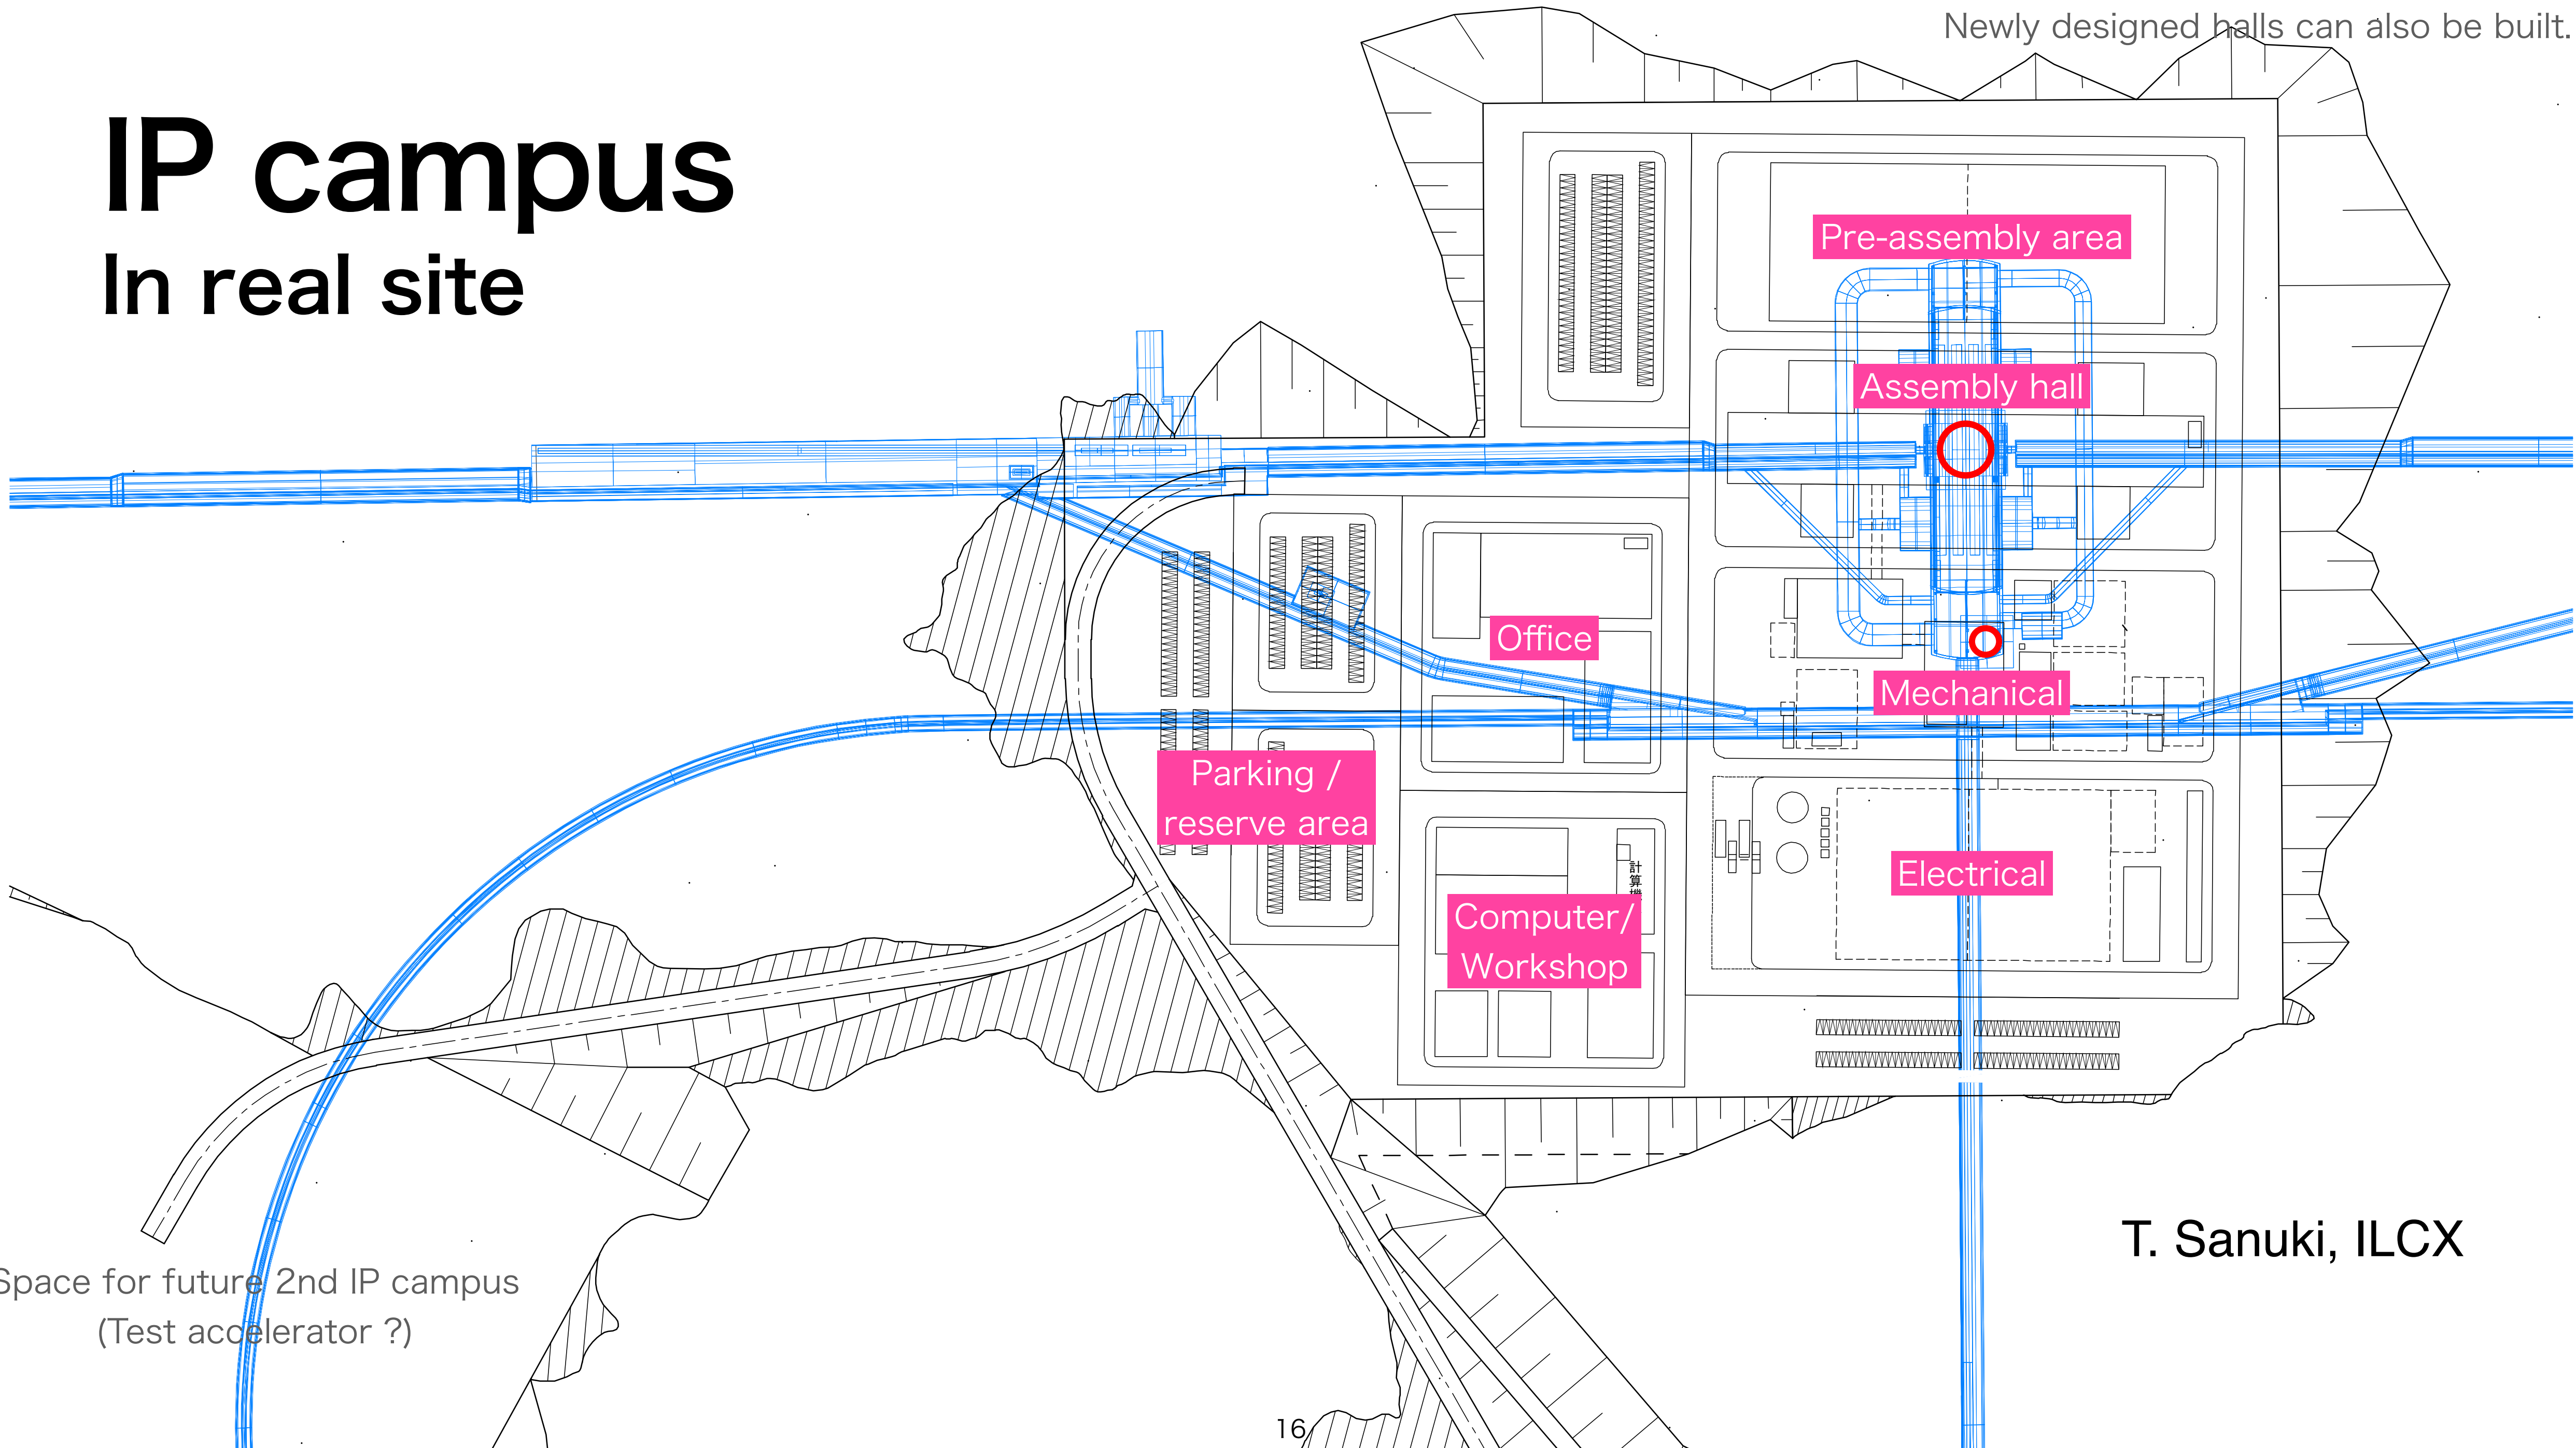 Newly designed halls can also be built.
IP campus
In real site
Pre-assembly area
Assembly hall
Office
Mechanical
Parking /
reserve area
Electrical
計算機
Computer/
Workshop
T. Sanuki, ILCX
Space for future 2nd IP campus
(Test accelerator ?)
16